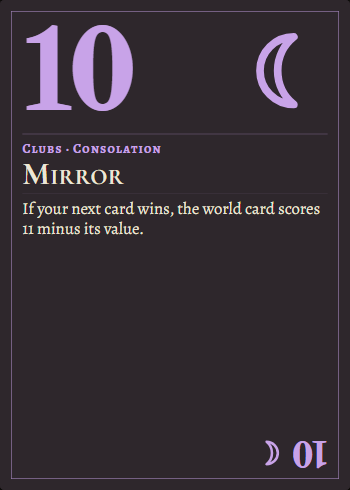 10
Clubs · Consolation
Mirror
If your next card wins, the world card scores
11 minus its value.
10